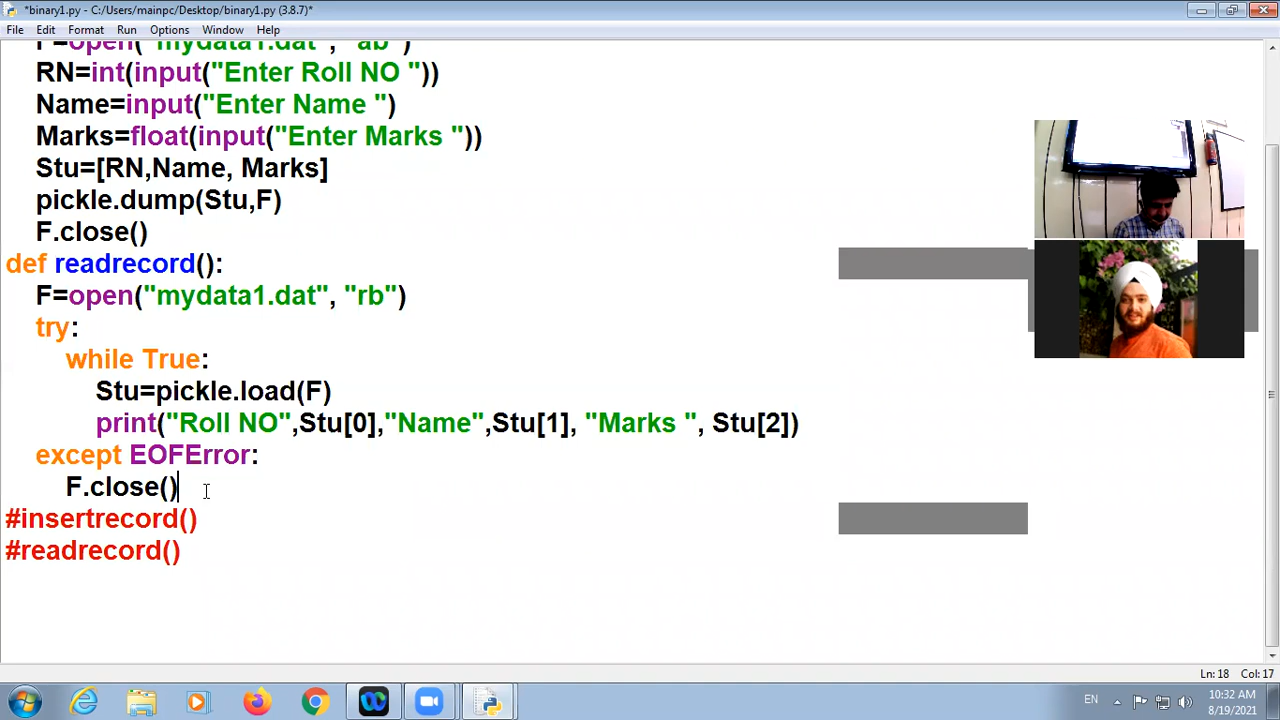 *binary1.py - C:/Users/mainpc/Desktop/binary1.py (3.8.7)*
File Edit Format Run Options Window Help
F=open("mydata1.dat", "ab")
RN=int(input("Enter Roll NO "))
Name=input("Enter Name ")
Marks=float(input("Enter Marks "))
Stu=[RN,Name, Marks]
pickle.dump(Stu,F)
F.close()
def readrecord():
F=open("mydata1.dat", "rb")
try:
while True:
Stu=pickle.load(F)
print("Roll NO",Stu[0],"Name",Stu[1], "Marks ", Stu[2])
except EOFError:
F.close()
#insertrecord()
#readrecord()
Ln: 18 Col: 17
EN
10:32 AM
8/19/2021